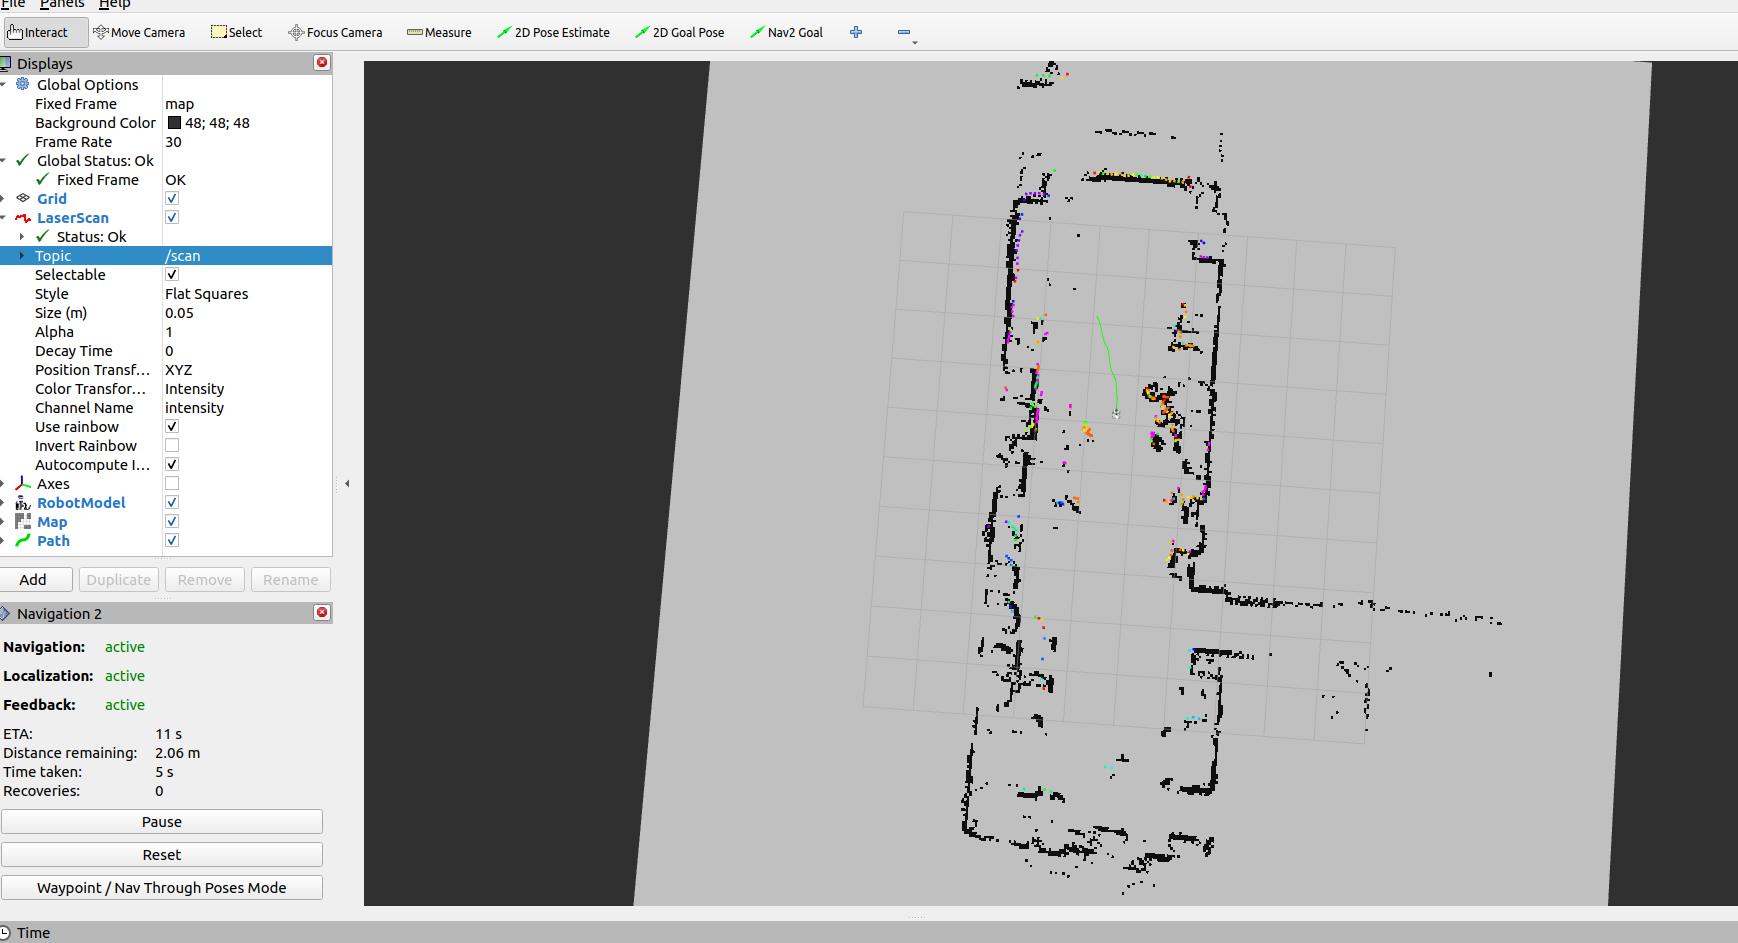 File Panels Help
Interact Move Camera Select Focus Camera Measure 2D Pose Estimate 2D Goal Pose Nav2 Goal
Displays
Global Options
Fixed Frame map
Background Color 48; 48; 48
Frame Rate 30
Global Status: Ok
Fixed Frame OK
Grid
LaserScan
Status: Ok
Topic /scan
Selectable
Style Flat Squares
Size (m) 0.05
Alpha 1
Decay Time 0
Position Transf... XYZ
Color Transfor... Intensity
Channel Name intensity
Use rainbow
Invert Rainbow
Autocompute I...
Axes
RobotModel
Map
Path
Add Duplicate Remove Rename
Navigation 2
Navigation: active
Localization: active
Feedback: active
ETA: 11 s
Distance remaining: 2.06 m
Time taken: 5 s
Recoveries: 0
Pause
Reset
Waypoint / Nav Through Poses Mode
Time